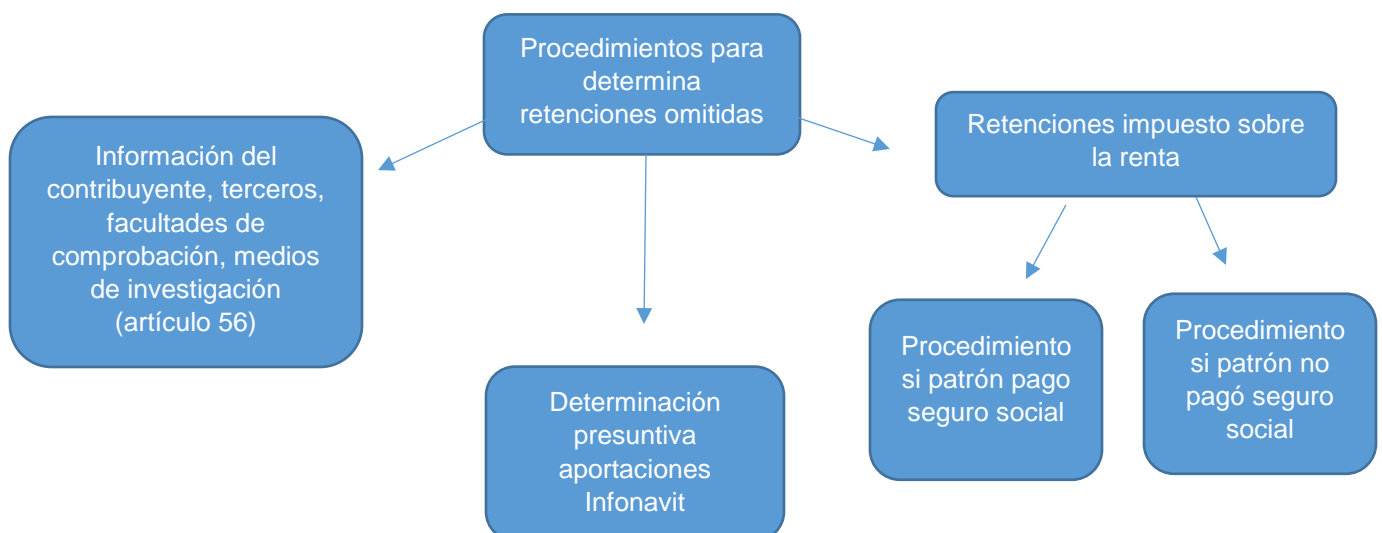 Procedimientos para
determina
retenciones omitidas
Información del
contribuyente, terceros,
facultades de
comprobación, medios
de investigación
(artículo 56)
Retenciones impuesto sobre
la renta
Determinación
presuntiva
aportaciones
Infonavit
Procedimiento
si patrón pago
seguro social
Procedimiento
si patrón no
pagó seguro
social